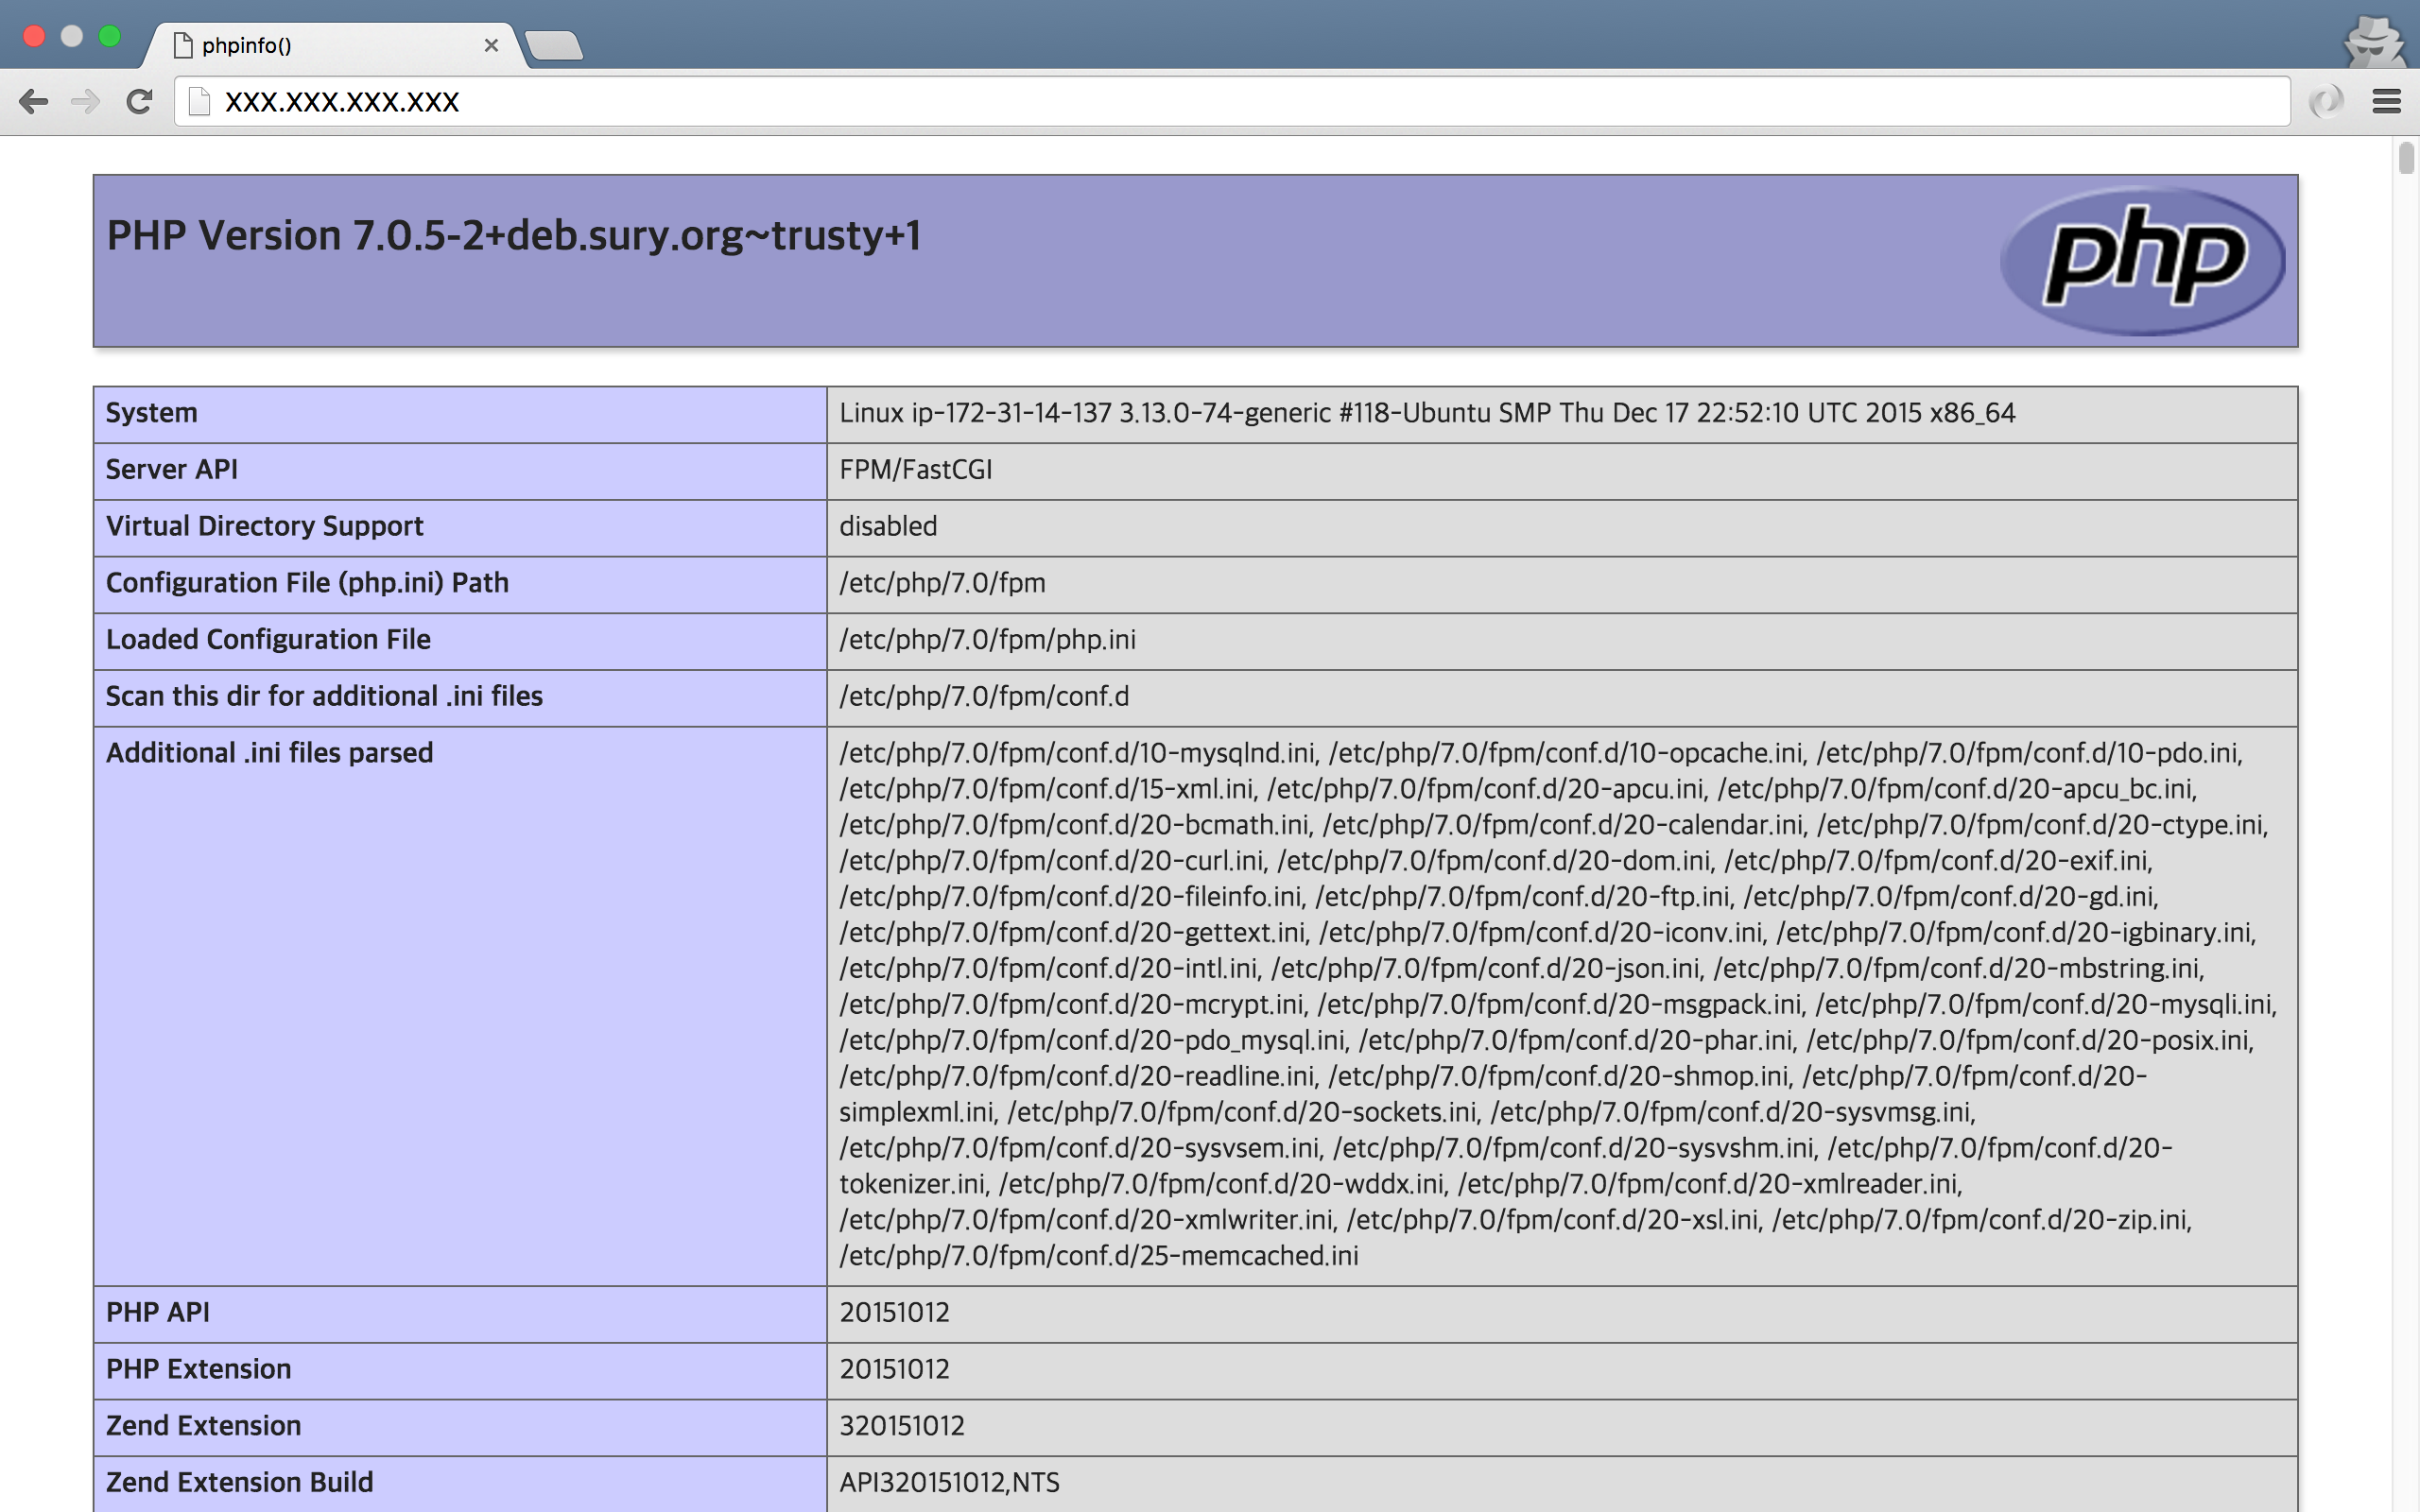 phpinfo()
XXX.XXX.XXX.XXX
PHP Version 7.0.5-2+deb.sury.org~trusty+1
php
System Linux ip-172-31-14-137 3.13.0-74-generic #118-Ubuntu SMP Thu Dec 17 22:52:10 UTC 2015 x86_64
Server API FPM/FastCGI
Virtual Directory Support disabled
Configuration File (php.ini) Path /etc/php/7.0/fpm
Loaded Configuration File /etc/php/7.0/fpm/php.ini
Scan this dir for additional .ini files /etc/php/7.0/fpm/conf.d
Additional .ini files parsed /etc/php/7.0/fpm/conf.d/10-mysqlnd.ini, /etc/php/7.0/fpm/conf.d/10-opcache.ini, /etc/php/7.0/fpm/conf.d/10-pdo.ini,
/etc/php/7.0/fpm/conf.d/15-xml.ini, /etc/php/7.0/fpm/conf.d/20-apcu.ini, /etc/php/7.0/fpm/conf.d/20-apcu_bc.ini,
/etc/php/7.0/fpm/conf.d/20-bcmath.ini, /etc/php/7.0/fpm/conf.d/20-calendar.ini, /etc/php/7.0/fpm/conf.d/20-ctype.ini,
/etc/php/7.0/fpm/conf.d/20-curl.ini, /etc/php/7.0/fpm/conf.d/20-dom.ini, /etc/php/7.0/fpm/conf.d/20-exif.ini,
/etc/php/7.0/fpm/conf.d/20-fileinfo.ini, /etc/php/7.0/fpm/conf.d/20-ftp.ini, /etc/php/7.0/fpm/conf.d/20-gd.ini,
/etc/php/7.0/fpm/conf.d/20-gettext.ini, /etc/php/7.0/fpm/conf.d/20-iconv.ini, /etc/php/7.0/fpm/conf.d/20-igbinary.ini,
/etc/php/7.0/fpm/conf.d/20-intl.ini, /etc/php/7.0/fpm/conf.d/20-json.ini, /etc/php/7.0/fpm/conf.d/20-mbstring.ini,
/etc/php/7.0/fpm/conf.d/20-mcrypt.ini, /etc/php/7.0/fpm/conf.d/20-msgpack.ini, /etc/php/7.0/fpm/conf.d/20-mysqli.ini,
/etc/php/7.0/fpm/conf.d/20-pdo_mysql.ini, /etc/php/7.0/fpm/conf.d/20-phar.ini, /etc/php/7.0/fpm/conf.d/20-posix.ini,
/etc/php/7.0/fpm/conf.d/20-readline.ini, /etc/php/7.0/fpm/conf.d/20-shmop.ini, /etc/php/7.0/fpm/conf.d/20-
simplexml.ini, /etc/php/7.0/fpm/conf.d/20-sockets.ini, /etc/php/7.0/fpm/conf.d/20-sysvmsg.ini,
/etc/php/7.0/fpm/conf.d/20-sysvsem.ini, /etc/php/7.0/fpm/conf.d/20-sysvshm.ini, /etc/php/7.0/fpm/conf.d/20-
tokenizer.ini, /etc/php/7.0/fpm/conf.d/20-wddx.ini, /etc/php/7.0/fpm/conf.d/20-xmlreader.ini,
/etc/php/7.0/fpm/conf.d/20-xmlwriter.ini, /etc/php/7.0/fpm/conf.d/20-xsl.ini, /etc/php/7.0/fpm/conf.d/20-zip.ini,
/etc/php/7.0/fpm/conf.d/25-memcached.ini
PHP API 20151012
PHP Extension 20151012
Zend Extension 320151012
Zend Extension Build API320151012,NTS